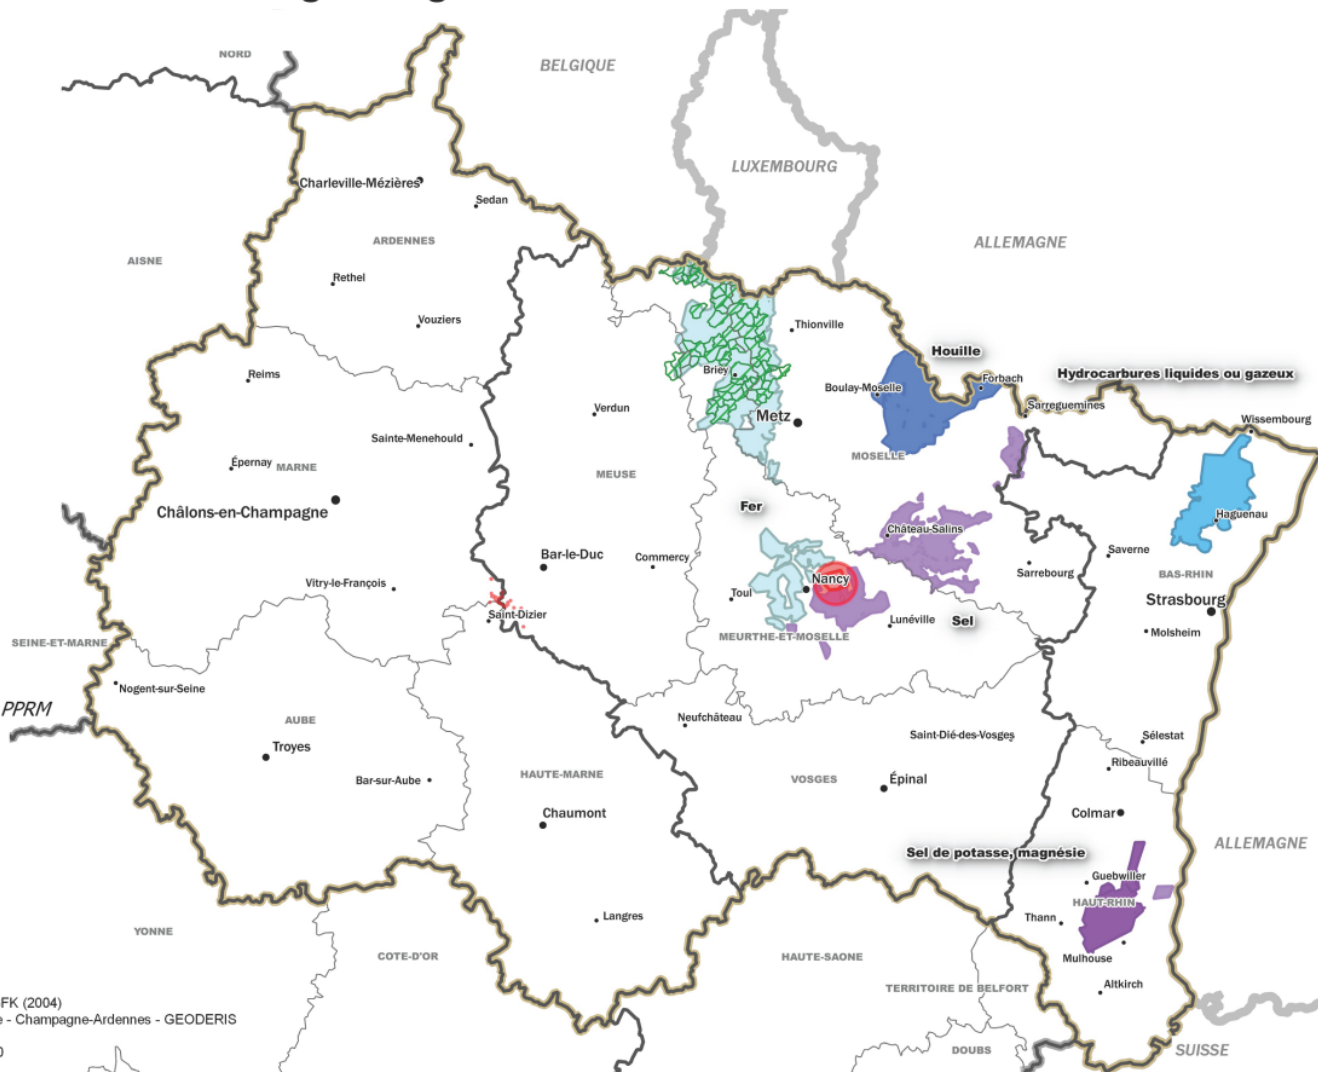 NORD
BELGIQUE
LUXEMBOURG
Charleville-Mézières
Sedan
ARDENNES
ALLEMAGNE
AISNE
Rethel
Vouziers
Thionville
Houille
Briey
Forbach
Hydrocarbures liquides ou gazeux
Reims
Boulay-Moselle
Sarreguemines
Verdun
Metz
Wissembourg
Sainte-Menehould
MOSELLE
Épernay
MARNE
MEUSE
Châlons-en-Champagne
Fer
Haguenau
Château-Salins
Bar-le-Duc
Commercy
Saverne
Sarrebourg
BAS-RHIN
Vitry-le-François
Nancy
Toul
Strasbourg
Saint-Dizier
Lunéville
Sel
Molsheim
SEINE-ET-MARNE
MEURTHE-ET-MOSELLE
Nogent-sur-Seine
PPRM
AUBE
Neufchâteau
Saint-Dié-des-Vosges
Sélestat
Troyes
Ribeauvillé
Bar-sur-Aube
HAUTE-MARNE
VOSGES
Épinal
Chaumont
Colmar
ALLEMAGNE
Sel de potasse, magnésie
Guebwiller
HAUT-RHIN
Langres
Thann
YONNE
COTE-D'OR
HAUTE-SAONE
Mulhouse
TERRITOIRE DE BELFORT
Altkirch
FK (2004)
e - Champagne-Ardennes - GEODERIS
DOUBS
SUISSE